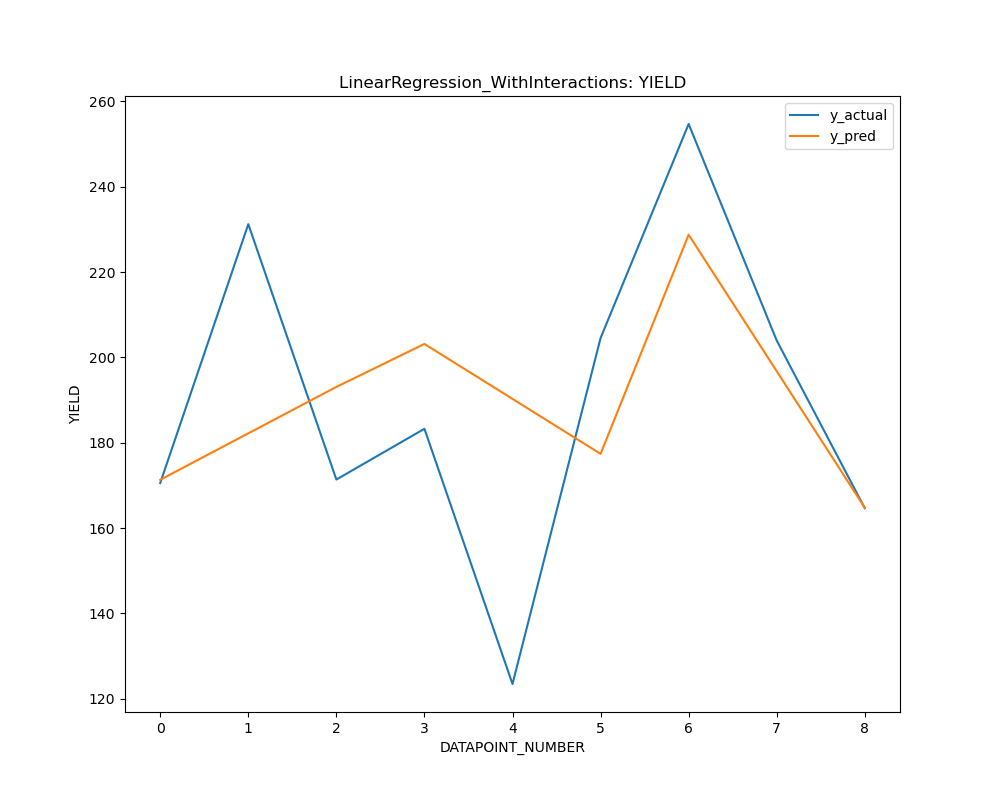 LinearRegression_WithInteractions: YIELD
y_actual
y_pred
YIELD
260
240
220
200
180
160
140
120
0 1 2 3 4 5 6 7 8
DATAPOINT_NUMBER